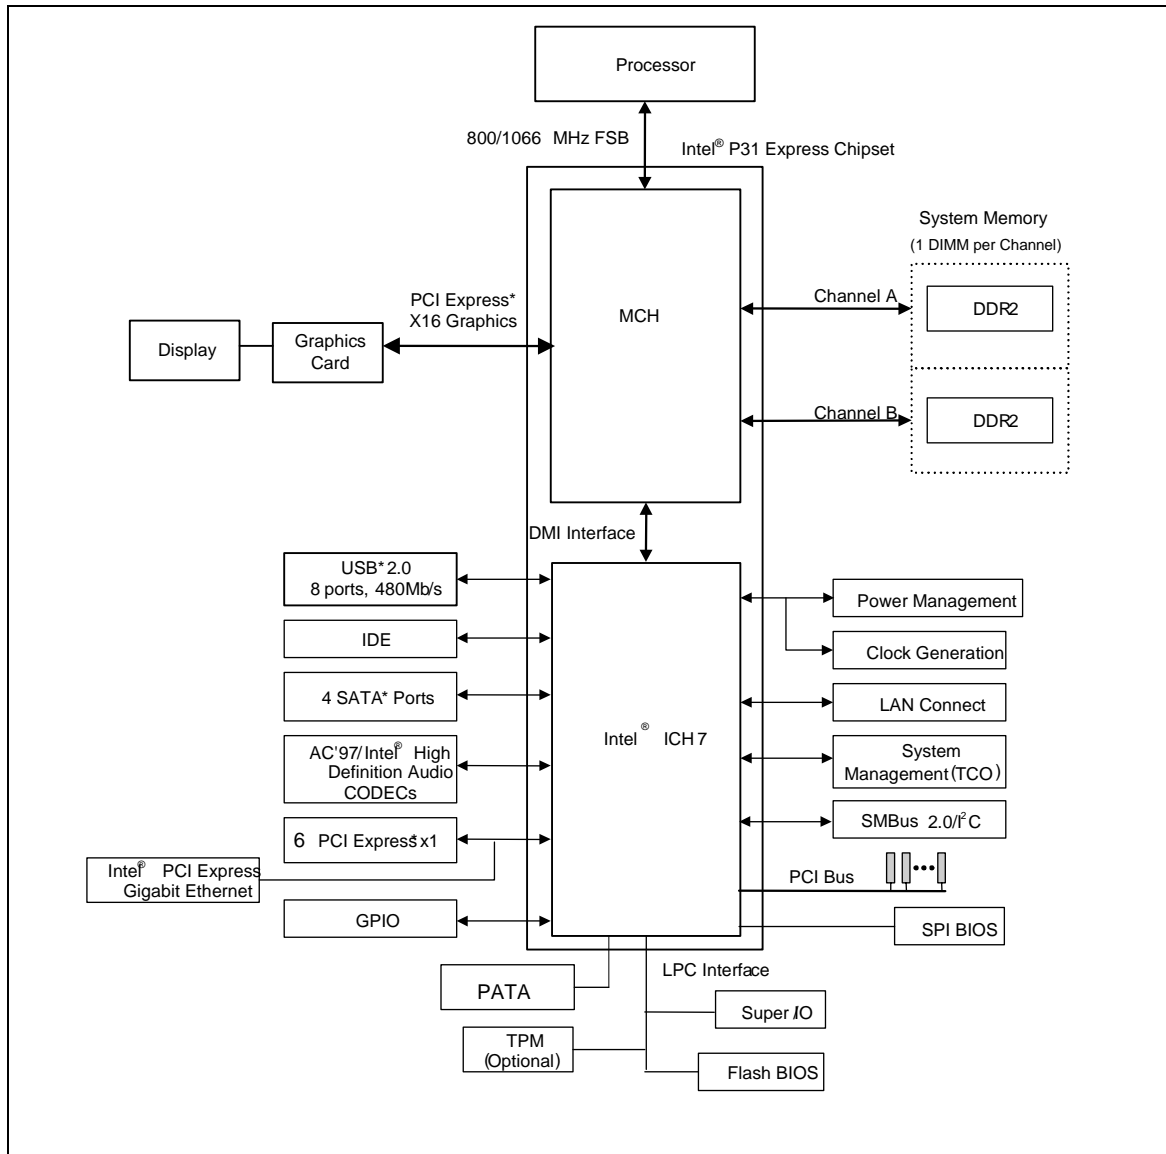 Processor
800/1066 MHz FSB
Intel® P31 Express Chipset
System Memory
(1 DIMM per Channel)
Channel A
DDR2
PCI Express*
X16 Graphics
MCH
Display
Graphics
Card
Channel B
DDR2
DMI Interface
USB* 2.0
8 ports, 480Mb/s
Power Management
IDE
Clock Generation
4 SATA* Ports
LAN Connect
Intel® ICH7
AC'97/Intel® High
Definition Audio
CODECs
System
Management (TCO)
SMBus 2.0/I²C
6 PCI Express* x1
Intel® PCI Express
Gigabit Ethernet
PCI Bus
GPIO
SPI BIOS
LPC Interface
PATA
Super I/O
TPM
(Optional)
Flash BIOS